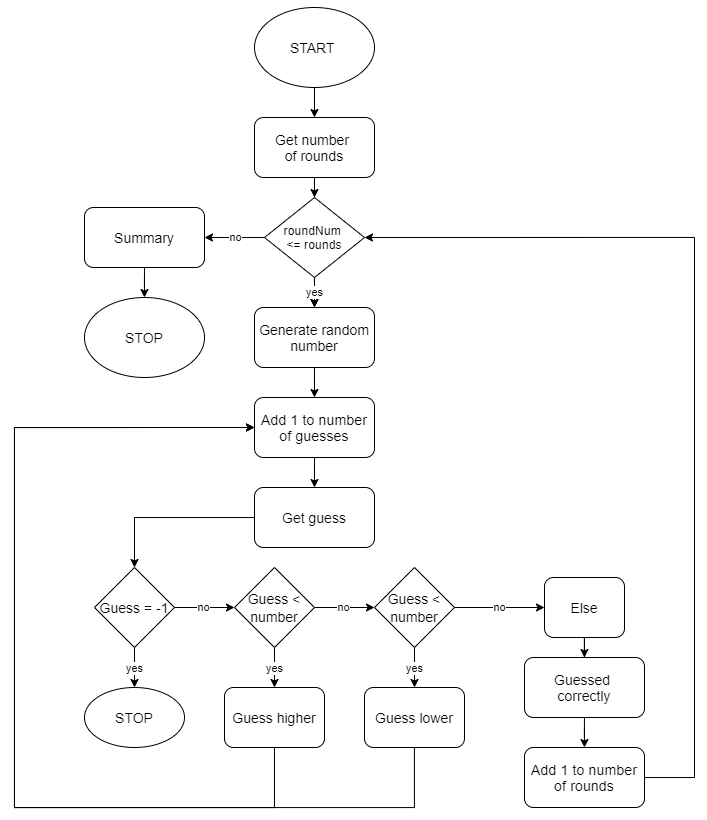 START
Get number
of rounds
roundNum
<= rounds
no
Summary
STOP
yes
Generate random
number
Add 1 to number
of guesses
Get guess
Guess = -1
no
Guess <
number
no
Guess <
number
no
Else
yes
yes
yes
STOP
Guess higher
Guess lower
Guessed
correctly
Add 1 to number
of rounds